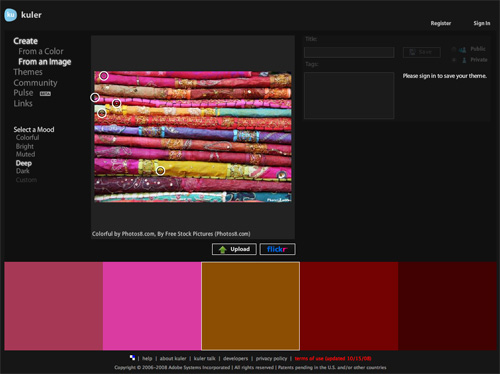 ku kuler
Register Sign In
Create
From a Color
From an Image
Themes
Community
Pulse BETA
Links
Select a Mood
Colorful
Bright
Muted
Deep
Dark
Custom
Colorful by Photos8.com, By Free Stock Pictures (Photos8.com)
Upload
flickr
Title:
Save
Public
Private
Tags:
Please sign in to save your theme.
| help | about kuler | kuler talk | developers | privacy policy | terms of use (updated 10/15/08)
Copyright © 2006-2008 Adobe Systems Incorporated | All rights reserved | Patents pending in the U.S. and/or other countries